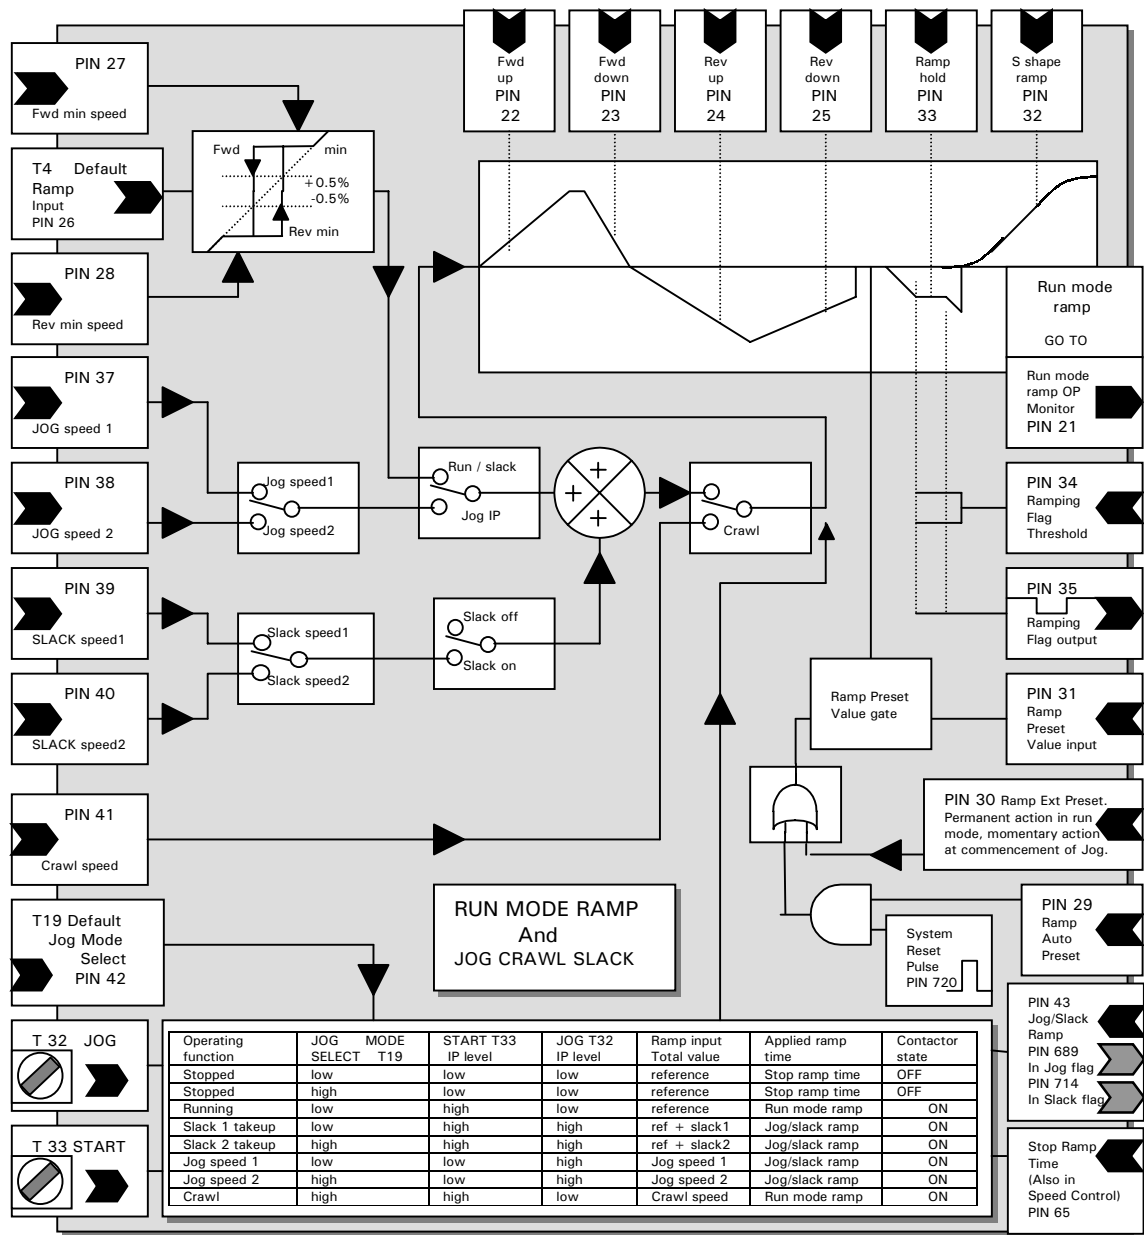 PIN 27
Fwd min speed
T4 Default
Ramp
Input
PIN 26
PIN 28
Rev min speed
PIN 37
JOG speed 1
PIN 38
JOG speed 2
PIN 39
SLACK speed1
PIN 40
SLACK speed2
PIN 41
Crawl speed
T19 Default
Jog Mode
Select
PIN 42
T 32 JOG
T 33 START
Fwd
min
+0.5%
-0.5%
Rev min
Fwd
up
PIN
22
Fwd
down
PIN
23
Rev
up
PIN
24
Rev
down
PIN
25
Ramp
hold
PIN
33
S shape
ramp
PIN
32
Run mode
ramp
GO TO
Run mode
ramp OP
Monitor
PIN 21
PIN 34
Ramping
Flag
Threshold
PIN 35
Ramping
Flag output
PIN 31
Ramp
Preset
Value input
PIN 30 Ramp Ext Preset.
Permanent action in run
mode, momentary action
at commencement of Jog.
PIN 29
Ramp
Auto
Preset
System
Reset
Pulse
PIN 720
PIN 43
Jog/Slack
Ramp
PIN 689
In Jog flag
PIN 714
In Slack flag
Stop Ramp
Time
(Also in
Speed Control)
PIN 65
Jog speed1
Jog speed2
Run / slack
Jog IP
Crawl
Slack speed1
Slack speed2
Slack off
Slack on
Ramp Preset
Value gate
RUN MODE RAMP
And
JOG CRAWL SLACK
Operating JOG MODE START T33 JOG T32 Ramp input Applied ramp Contactor
function SELECT T19 IP level IP level Total value time state
Stopped low low low reference Stop ramp time OFF
Stopped high low low reference Stop ramp time OFF
Running low high low reference Run mode ramp ON
Slack 1 takeup low high high ref + slack1 Jog/slack ramp ON
Slack 2 takeup high high high ref + slack2 Jog/slack ramp ON
Jog speed 1 low low high Jog speed 1 Jog/slack ramp ON
Jog speed 2 high low high Jog speed 2 Jog/slack ramp ON
Crawl high high low Crawl speed Run mode ramp ON